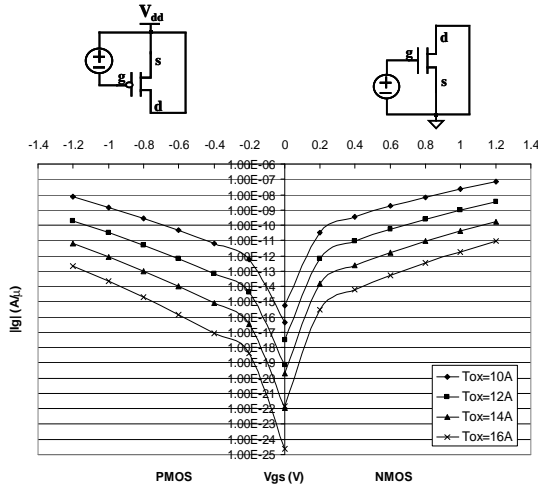 Vdd
s
g
d
d
g
s
-1.4 -1.2 -1 -0.8 -0.6 -0.4 -0.2 0 0.2 0.4 0.6 0.8 1 1.2 1.4
1.00E-06
1.00E-07
1.00E-08
1.00E-09
1.00E-10
1.00E-11
1.00E-12
1.00E-13
1.00E-14
1.00E-15
1.00E-16
1.00E-17
1.00E-18
1.00E-19
1.00E-20
1.00E-21
1.00E-22
1.00E-23
1.00E-24
1.00E-25
|Ig| (A/µ)
Tox=10A
Tox=12A
Tox=14A
Tox=16A
PMOS Vgs (V) NMOS